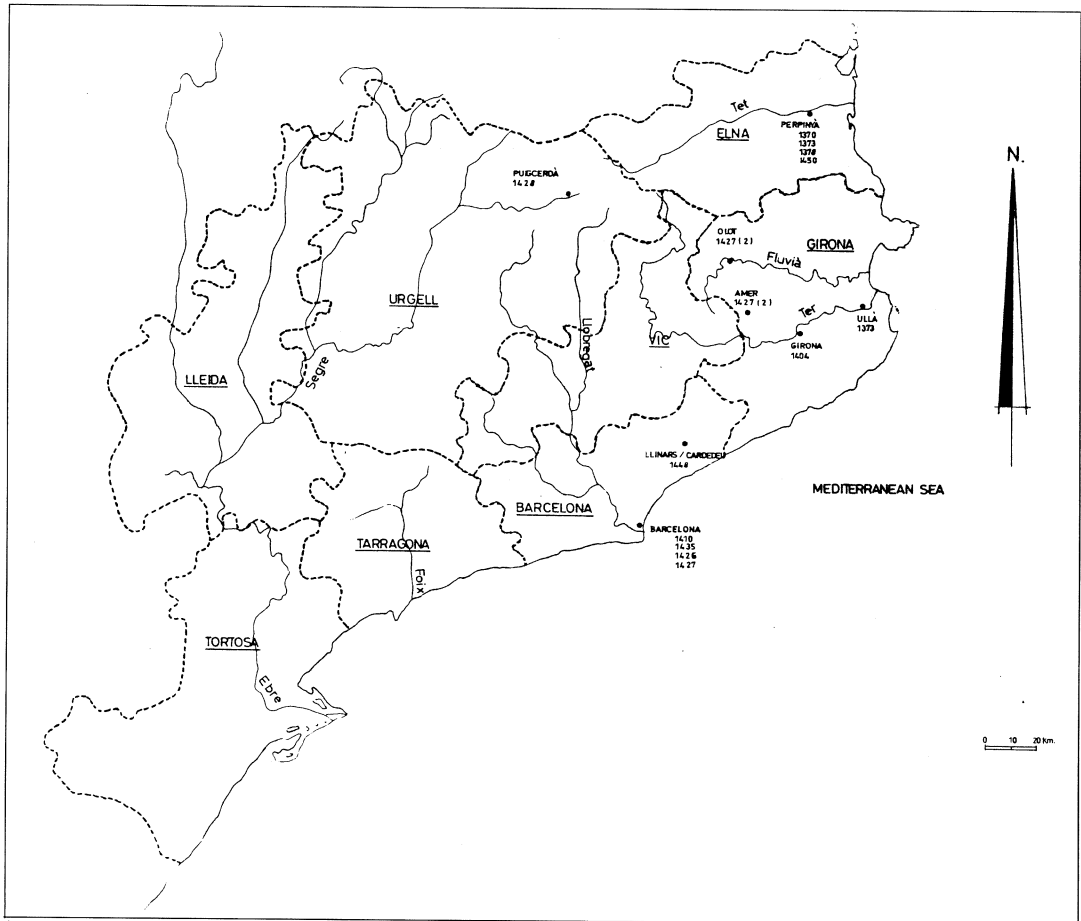 Tet
ELNA
PERPINYÀ
1370
1373
1378
1450
N.
PUIGCERDÀ
1428
OLOT
1427 (2)
GIRONA
Fluvià
URGELL
AMER
1427 (2)
Ter
ULLÀ
1373
GIRONA
1404
VIC
Llobregat
Segre
LLEIDA
LLINARS / CARDEDEU
1448
MEDITERRANEAN SEA
BARCELONA
BARCELONA
1410
1435
1426
1427
TARRAGONA
Foix
TORTOSA
Ebre
0 10 20 Km.